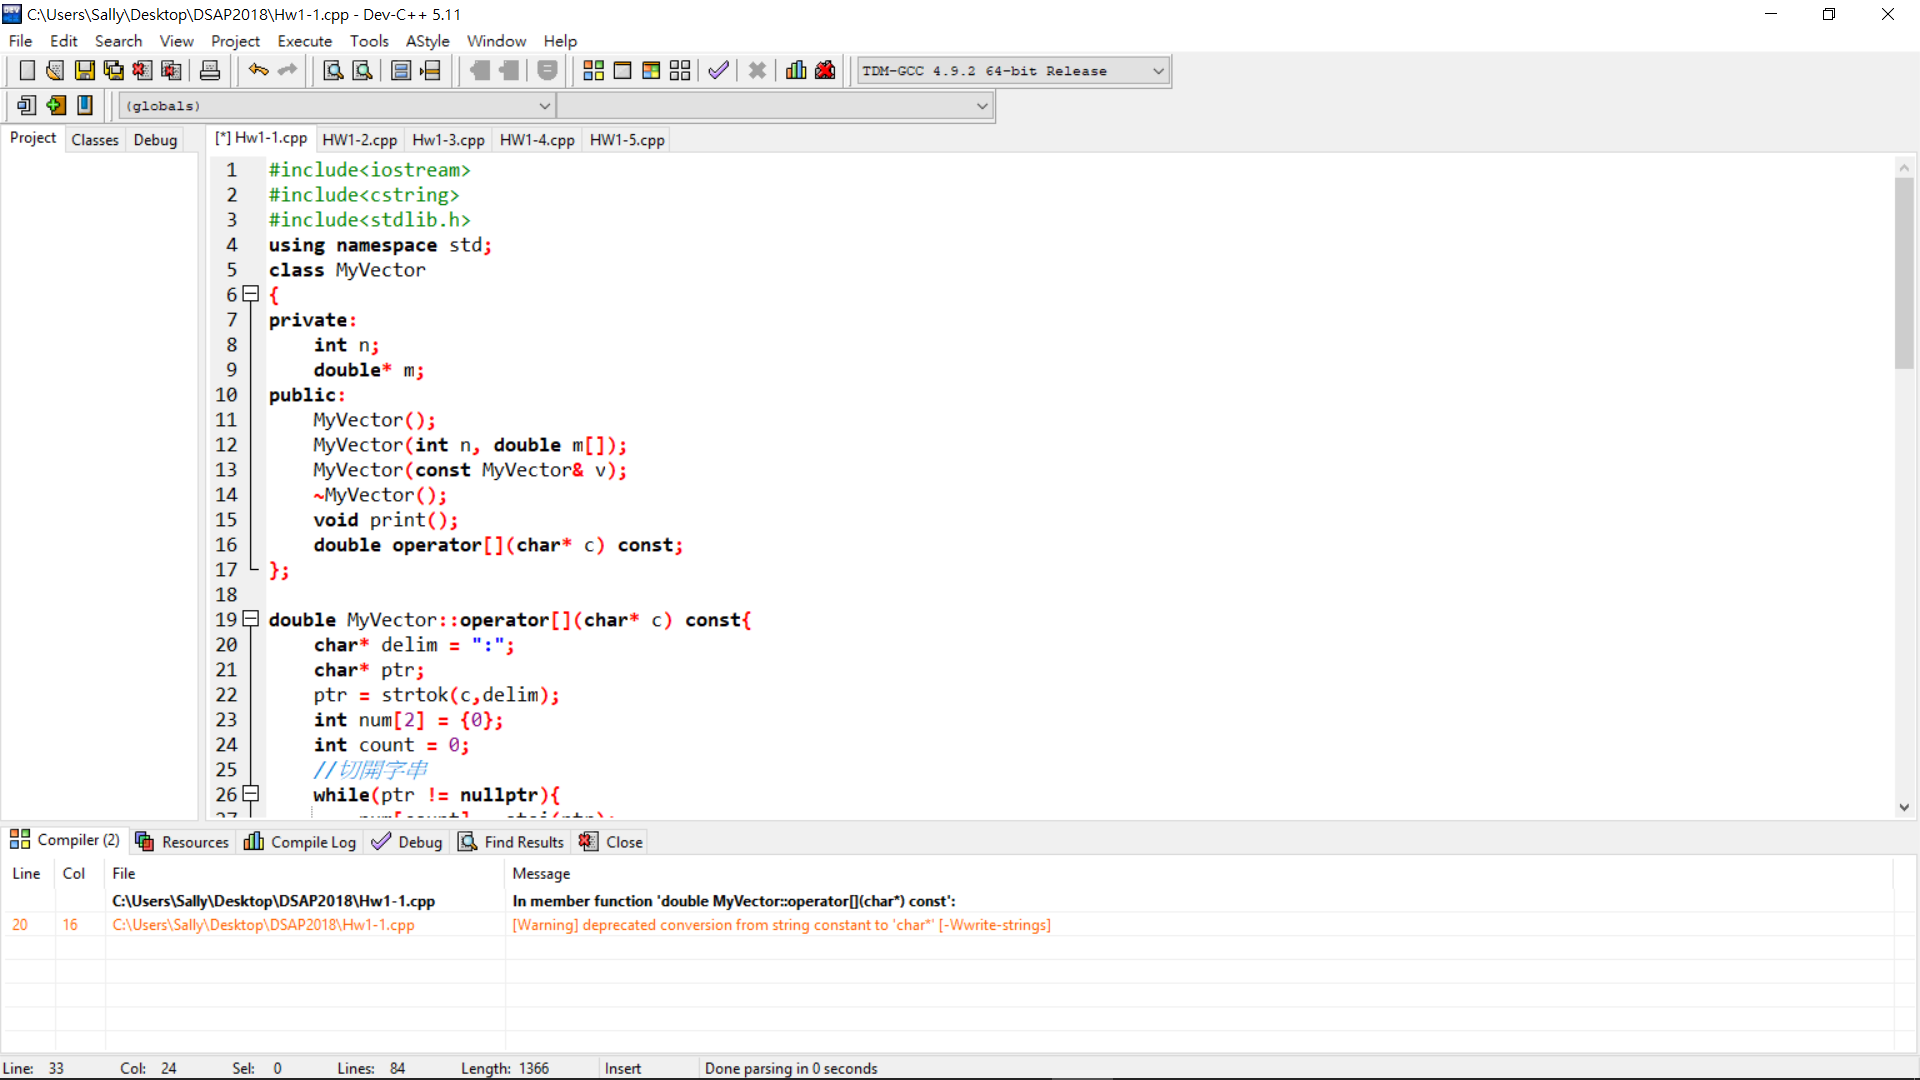 C:\Users\Sally\Desktop\DSAP2018\Hw1-1.cpp - Dev-C++ 5.11
File Edit Search View Project Execute Tools AStyle Window Help
TDM-GCC 4.9.2 64-bit Release
(globals)
Project Classes Debug [*] Hw1-1.cpp HW1-2.cpp Hw1-3.cpp HW1-4.cpp HW1-5.cpp
1 #include<iostream>
2 #include<cstring>
3 #include<stdlib.h>
4 using namespace std;
5 class MyVector
6 {
7 private:
8 int n;
9 double* m;
10 public:
11 MyVector();
12 MyVector(int n, double m[]);
13 MyVector(const MyVector& v);
14 ~MyVector();
15 void print();
16 double operator[](char* c) const;
17 };
18
19 double MyVector::operator[](char* c) const{
20 char* delim = ":";
21 char* ptr;
22 ptr = strtok(c,delim);
23 int num[2] = {0};
24 int count = 0;
25 //切開字串
26 while(ptr != nullptr){
Compiler (2) Resources Compile Log Debug Find Results Close
Line Col File Message
C:\Users\Sally\Desktop\DSAP2018\Hw1-1.cpp In member function 'double MyVector::operator[](char*) const':
20 16 C:\Users\Sally\Desktop\DSAP2018\Hw1-1.cpp [Warning] deprecated conversion from string constant to 'char*' [-Wwrite-strings]
Line: 33 Col: 24 Sel: 0 Lines: 84 Length: 1366 Insert Done parsing in 0 seconds